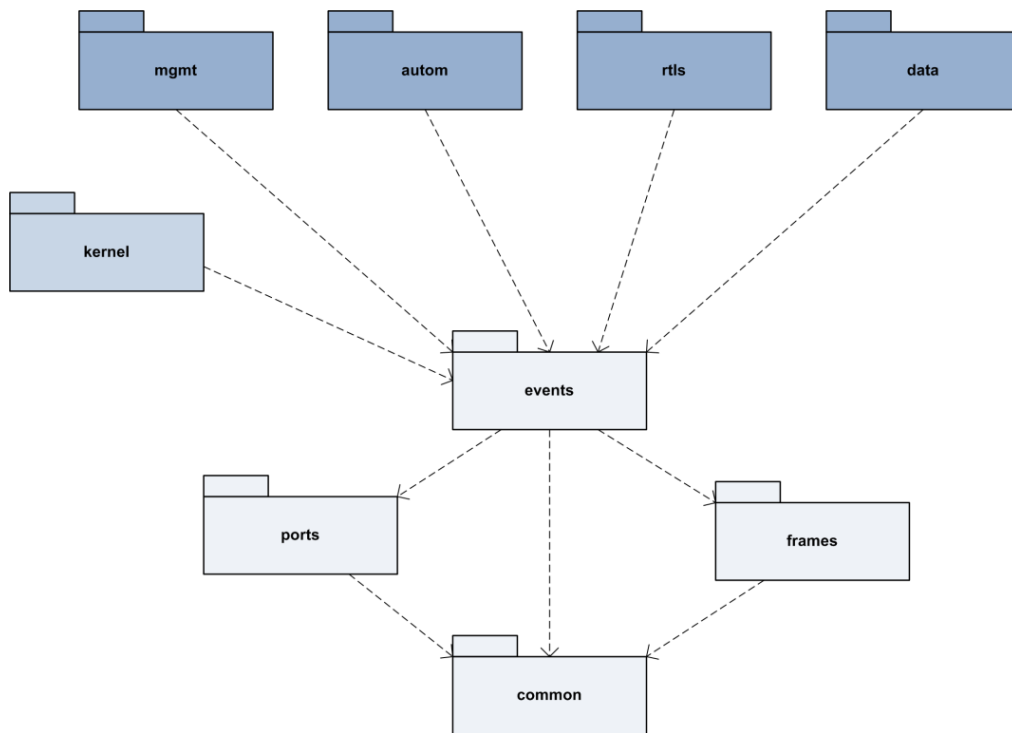 mgmt
autom
rtls
data
kernel
events
ports
frames
common